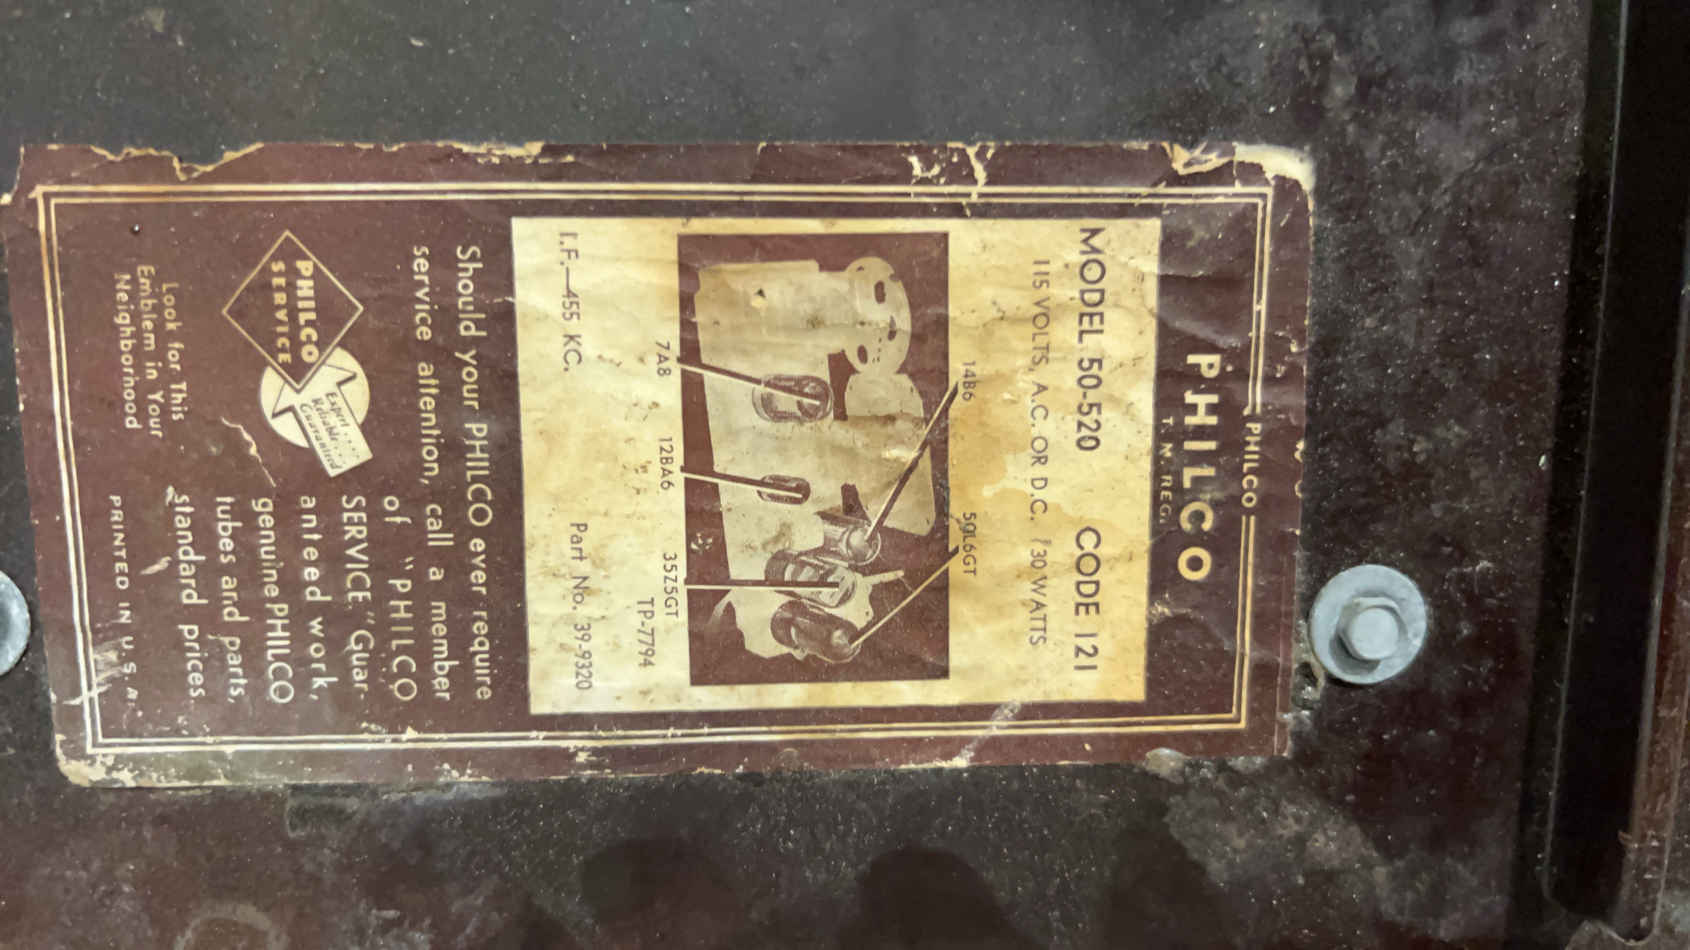 PHILCO
PHILCO
T. M. REG.
MODEL 50-520 CODE 121
115 VOLTS, A.C. OR D.C. 30 WATTS
14B6 50L6GT
7A8 12BA6 35Z5GT
TP-7794
I.F.—455 KC. Part No. 39-9320
Should your PHILCO ever require
service attention, call a member
of "PHILCO
SERVICE." Guar-
anteed work,
genuine PHILCO
tubes and parts,
standard prices.
PHILCO
SERVICE
Expert
Reliable
Guaranteed
Look for This
Emblem in Your
Neighborhood
PRINTED IN U. S. A.